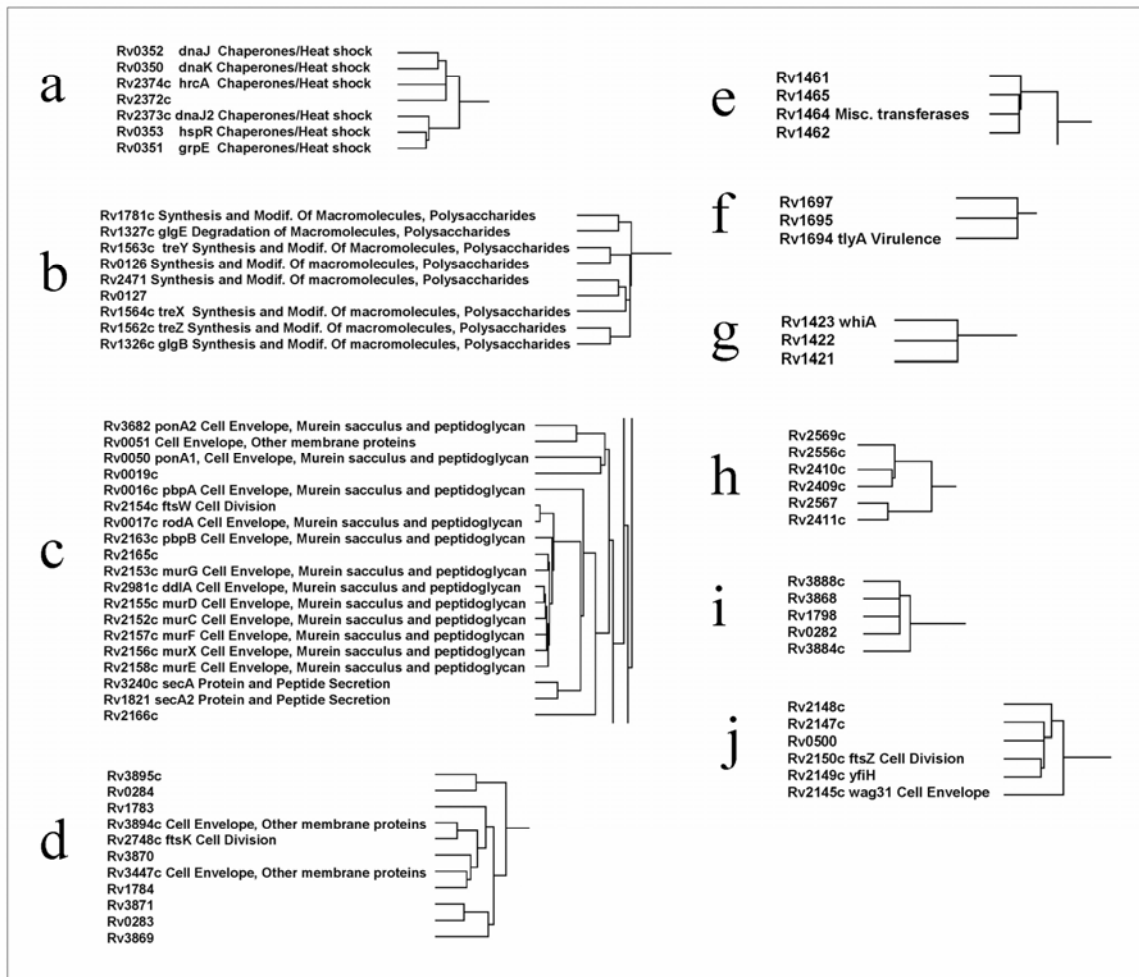 a
Rv0352 dnaJ Chaperones/Heat shock
Rv0350 dnaK Chaperones/Heat shock
Rv2374c hrcA Chaperones/Heat shock
Rv2372c
Rv2373c dnaJ2 Chaperones/Heat shock
Rv0353 hspR Chaperones/Heat shock
Rv0351 grpE Chaperones/Heat shock
b
Rv1781c Synthesis and Modif. Of Macromolecules, Polysaccharides
Rv1327c glgE Degradation of Macromolecules, Polysaccharides
Rv1563c treY Synthesis and Modif. Of Macromolecules, Polysaccharides
Rv0126 Synthesis and Modif. Of macromolecules, Polysaccharides
Rv2471 Synthesis and Modif. Of Macromolecules, Polysaccharides
Rv0127
Rv1564c treX Synthesis and Modif. Of macromolecules, Polysaccharides
Rv1562c treZ Synthesis and Modif. Of macromolecules, Polysaccharides
Rv1326c glgB Synthesis and Modif. Of macromolecules, Polysaccharides
c
Rv3682 ponA2 Cell Envelope, Murein sacculus and peptidoglycan
Rv0051 Cell Envelope, Other membrane proteins
Rv0050 ponA1, Cell Envelope, Murein sacculus and peptidoglycan
Rv0019c
Rv0016c pbpA Cell Envelope, Murein sacculus and peptidoglycan
Rv2154c ftsW Cell Division
Rv0017c rodA Cell Envelope, Murein sacculus and peptidoglycan
Rv2163c pbpB Cell Envelope, Murein sacculus and peptidoglycan
Rv2165c
Rv2153c murG Cell Envelope, Murein sacculus and peptidoglycan
Rv2981c ddlA Cell Envelope, Murein sacculus and peptidoglycan
Rv2155c murD Cell Envelope, Murein sacculus and peptidoglycan
Rv2152c murC Cell Envelope, Murein sacculus and peptidoglycan
Rv2157c murF Cell Envelope, Murein sacculus and peptidoglycan
Rv2156c murX Cell Envelope, Murein sacculus and peptidoglycan
Rv2158c murE Cell Envelope, Murein sacculus and peptidoglycan
Rv3240c secA Protein and Peptide Secretion
Rv1821 secA2 Protein and Peptide Secretion
Rv2166c
d
Rv3895c
Rv0284
Rv1783
Rv3894c Cell Envelope, Other membrane proteins
Rv2748c ftsK Cell Division
Rv3870
Rv3447c Cell Envelope, Other membrane proteins
Rv1784
Rv3871
Rv0283
Rv3869
e
Rv1461
Rv1465
Rv1464 Misc. transferases
Rv1462
f
Rv1697
Rv1695
Rv1694 tlyA Virulence
g
Rv1423 whiA
Rv1422
Rv1421
h
Rv2569c
Rv2556c
Rv2410c
Rv2409c
Rv2567
Rv2411c
i
Rv3888c
Rv3868
Rv1798
Rv0282
Rv3884c
j
Rv2148c
Rv2147c
Rv0500
Rv2150c ftsZ Cell Division
Rv2149c yfiH
Rv2145c wag31 Cell Envelope